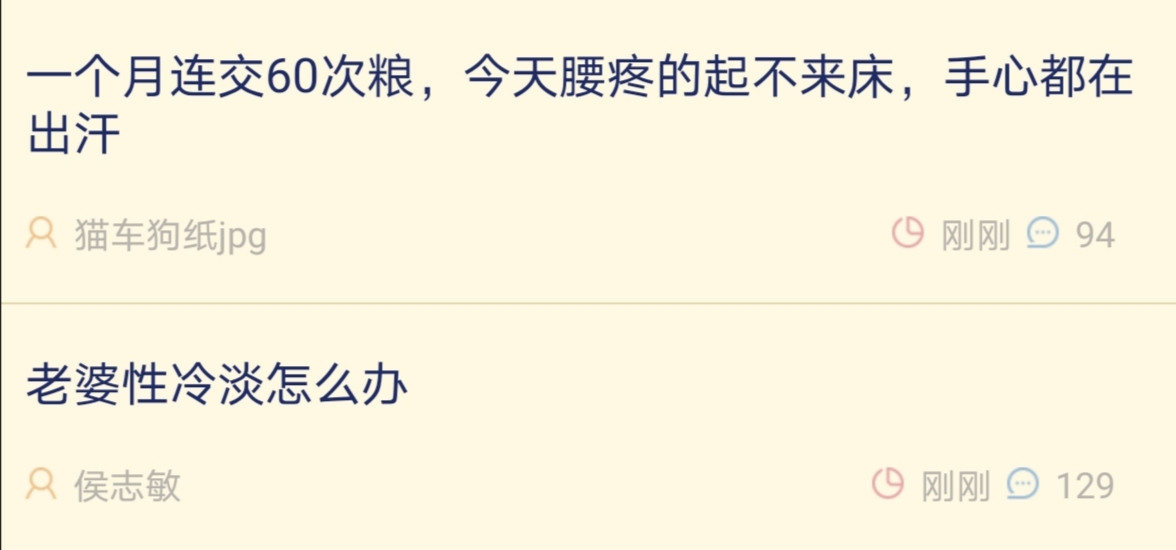 一个月连交60次粮，今天腰疼的起不来床，手心都在
出汗
猫车狗纸jpg 刚刚 94
老婆性冷淡怎么办
侯志敏 刚刚 129